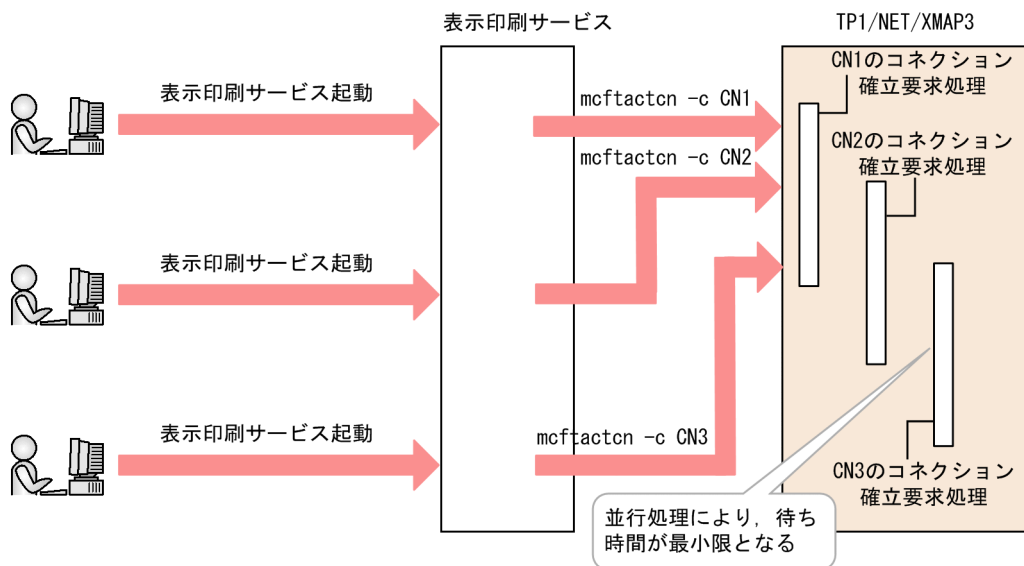 表示印刷サービス
TP1/NET/XMAP3
CN1のコネクション
確立要求処理
表示印刷サービス起動
mcftactcn -c CN1
CN2のコネクション
確立要求処理
mcftactcn -c CN2
表示印刷サービス起動
表示印刷サービス起動
mcftactcn -c CN3
CN3のコネクション
確立要求処理
並行処理により，待ち
時間が最小限となる